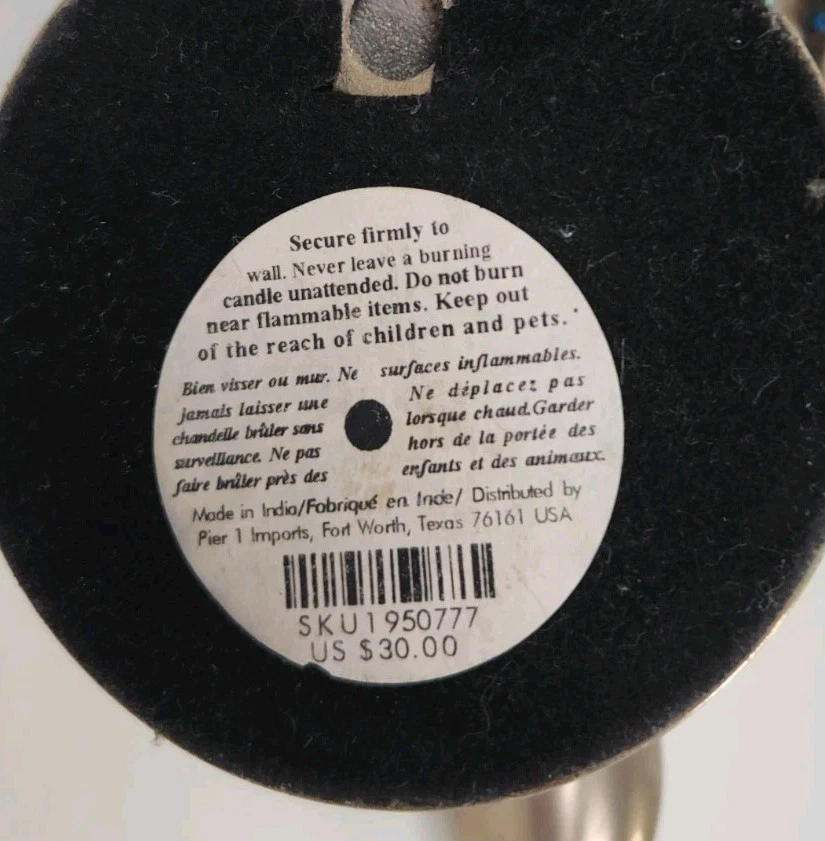 Secure firmly to
wall. Never leave a burning
candle unattended. Do not burn
near flammable items. Keep out
of the reach of children and pets.
Bien visser ou mur. Ne
jamais laisser une
chandelle brûler sans
surveillance. Ne pas
faire brûler près des
surfaces inflammables.
Ne déplacez pas
lorsque chaud.Garder
hors de la portée des
enfants et des animaux.
Made in India/Fabriqué en Inde/ Distributed by
Pier 1 Imports, Fort Worth, Texas 76161 USA
SKU1950777
US $30.00